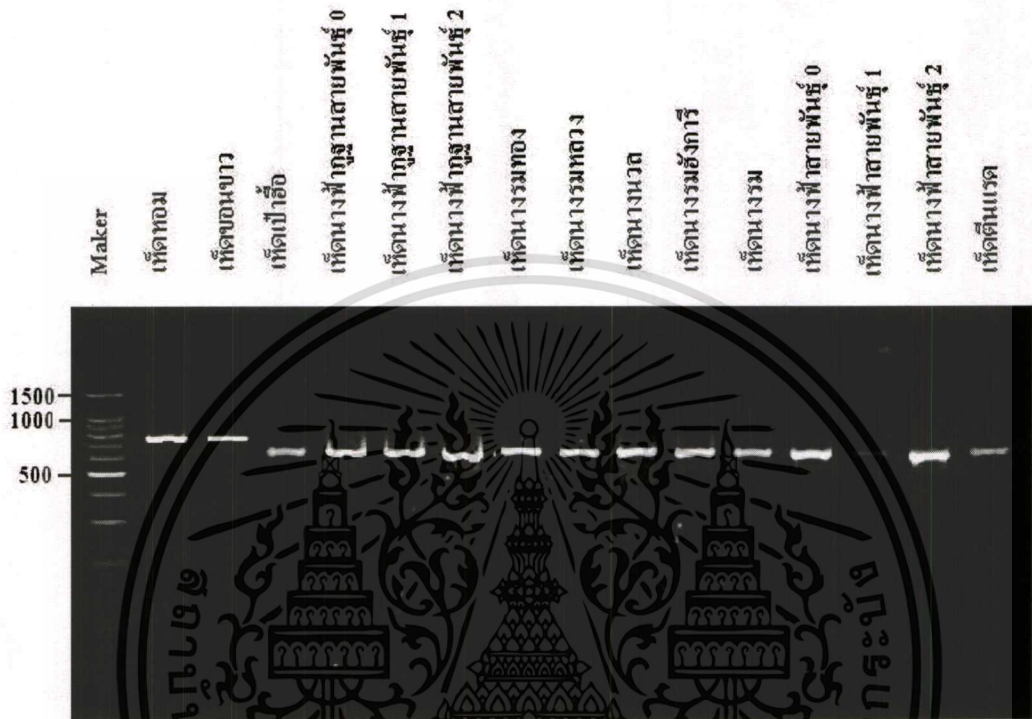 Maker
เห็ดหอม
เห็ดขอนขาว
เห็ดเป๋าฮื้อ
เห็ดนางฟ้าภูฐานสายพันธุ์ 0
เห็ดนางฟ้าภูฐานสายพันธุ์ 1
เห็ดนางฟ้าภูฐานสายพันธุ์ 2
เห็ดนางรมทอง
เห็ดนางรมหลวง
เห็ดนางนวล
เห็ดนางรมฮังการี
เห็ดนางรม
เห็ดนางฟ้าสายพันธุ์ 0
เห็ดนางฟ้าสายพันธุ์ 1
เห็ดนางฟ้าสายพันธุ์ 2
เห็ดตีนแรด
1500
1000
500